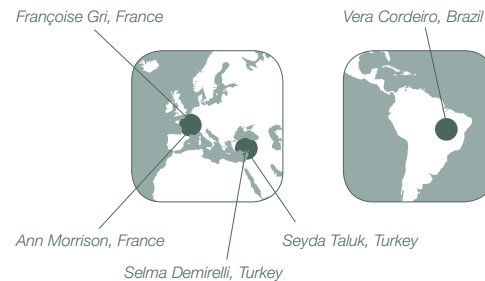 Françoise Gri, France
Vera Cordeiro, Brazil
Ann Morrison, France
Seyda Taluk, Turkey
Selma Demirelli, Turkey